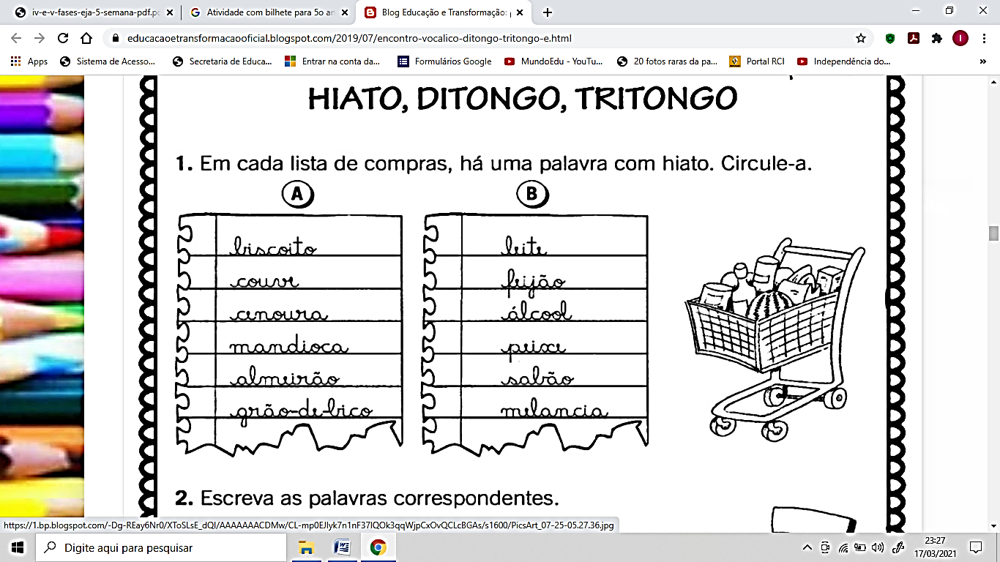 iv-e-v-fases-eja-5-semana-pdf.pd
Atividade com bilhete para 5o an
Blog Educação e Transformação:
educacaoetransformacaooficial.blogspot.com/2019/07/encontro-vocalico-ditongo-tritongo-e.html
I
Apps Sistema de Acesso... Secretaria de Educa... Entrar na conta da... Formulários Google MundoEdu - YouTu... 20 fotos raras da pa... Portal RCI Independência do... »
HIATO, DITONGO, TRITONGO
1. Em cada lista de compras, há uma palavra com hiato. Circule-a.
A
biscoito
couve
cenoura
mandioca
almeirão
grão-de-bico
B
leite
feijão
álcool
peixe
sabão
melancia
2. Escreva as palavras correspondentes.
https://1.bp.blogspot.com/-Dg-REay6Nr0/XToSLsE_dQI/AAAAAAACDMw/CL-mp0EJlyk7n1nF37lQOk3qqWjpCxOvQCLcBGAs/s1600/PicsArt_07-25-05.27.36.jpg
Digite aqui para pesquisar
23:27
17/03/2021